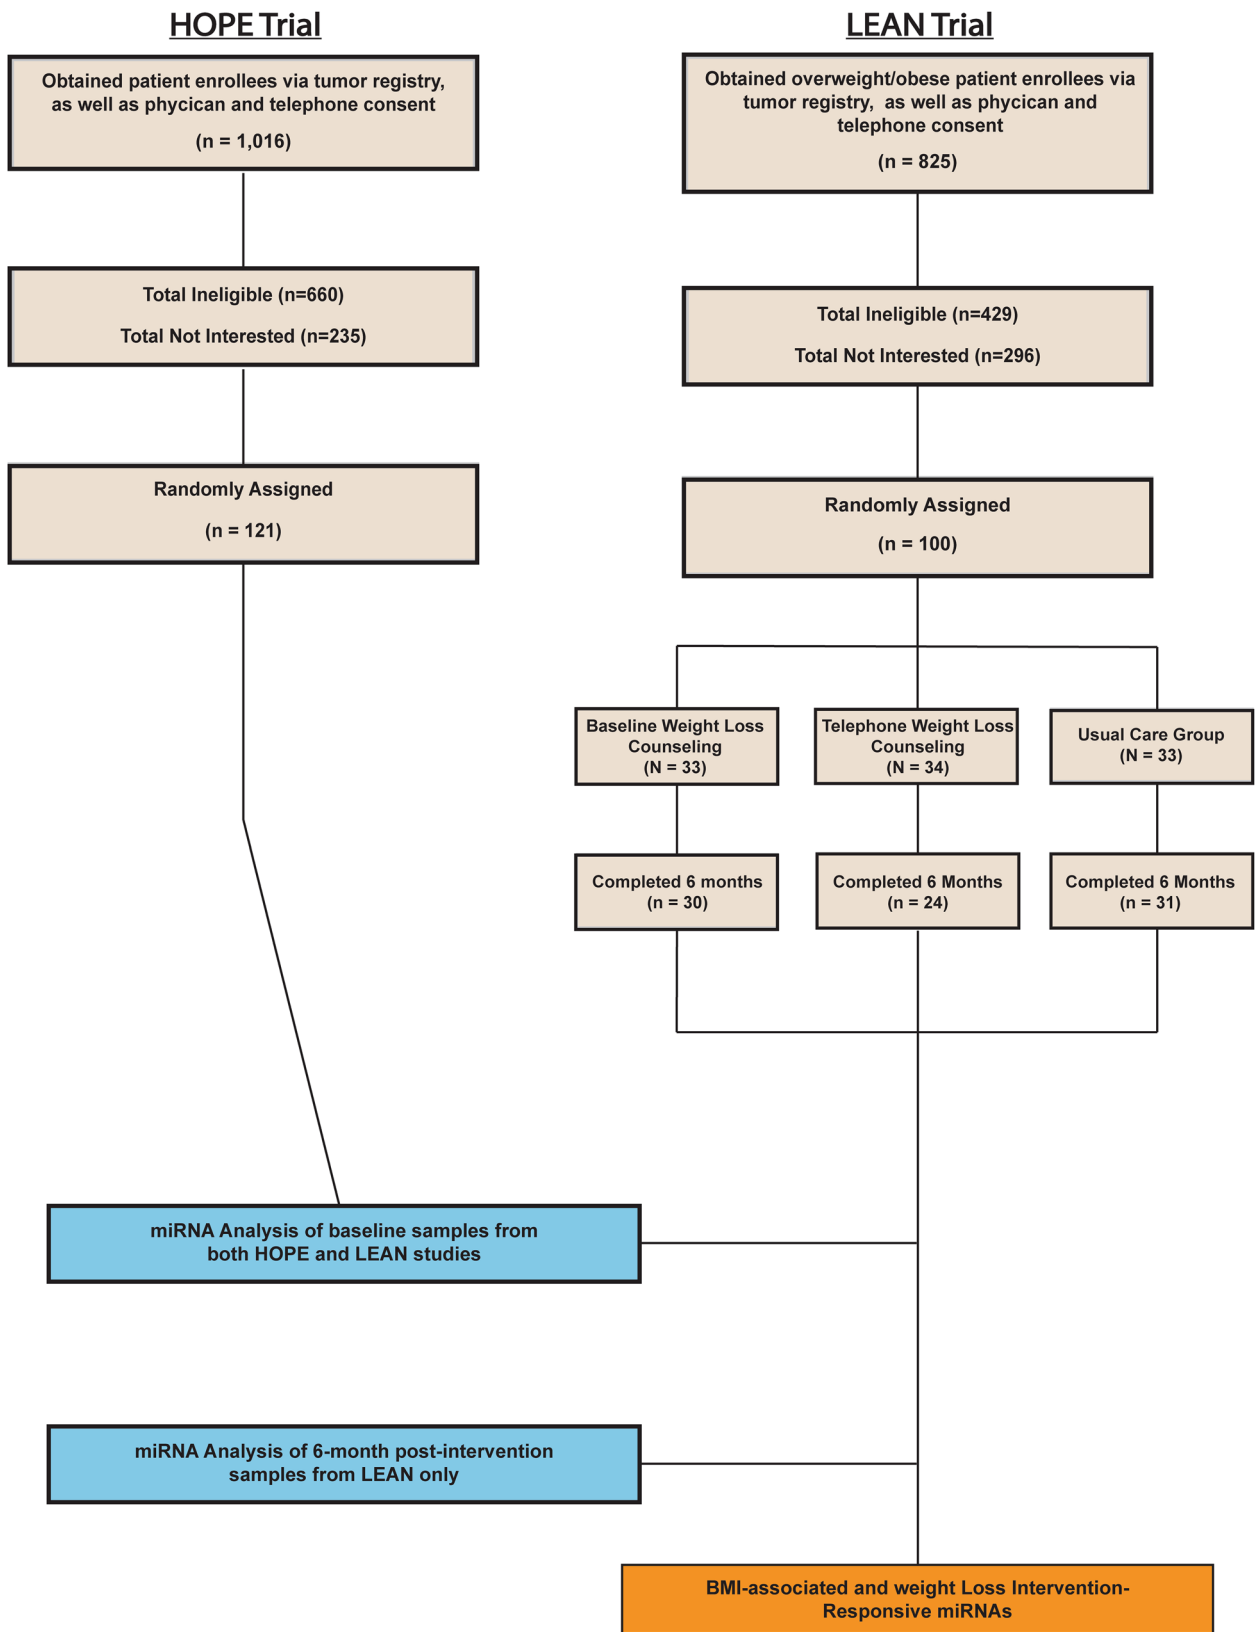 HOPE Trial
Obtained patient enrollees via tumor registry,
as well as phycican and telephone consent
(n = 1,016)
Total Ineligible (n=660)
Total Not Interested (n=235)
Randomly Assigned
(n = 121)
LEAN Trial
Obtained overweight/obese patient enrollees via
tumor registry, as well as phycican and
telephone consent
(n = 825)
Total Ineligible (n=429)
Total Not Interested (n=296)
Randomly Assigned
(n = 100)
Baseline Weight Loss
Counseling
(N = 33)
Telephone Weight Loss
Counseling
(N = 34)
Usual Care Group
(N = 33)
Completed 6 months
(n = 30)
Completed 6 Months
(n = 24)
Completed 6 Months
(n = 31)
miRNA Analysis of baseline samples from
both HOPE and LEAN studies
miRNA Analysis of 6-month post-intervention
samples from LEAN only
BMI-associated and weight Loss Intervention-
Responsive miRNAs